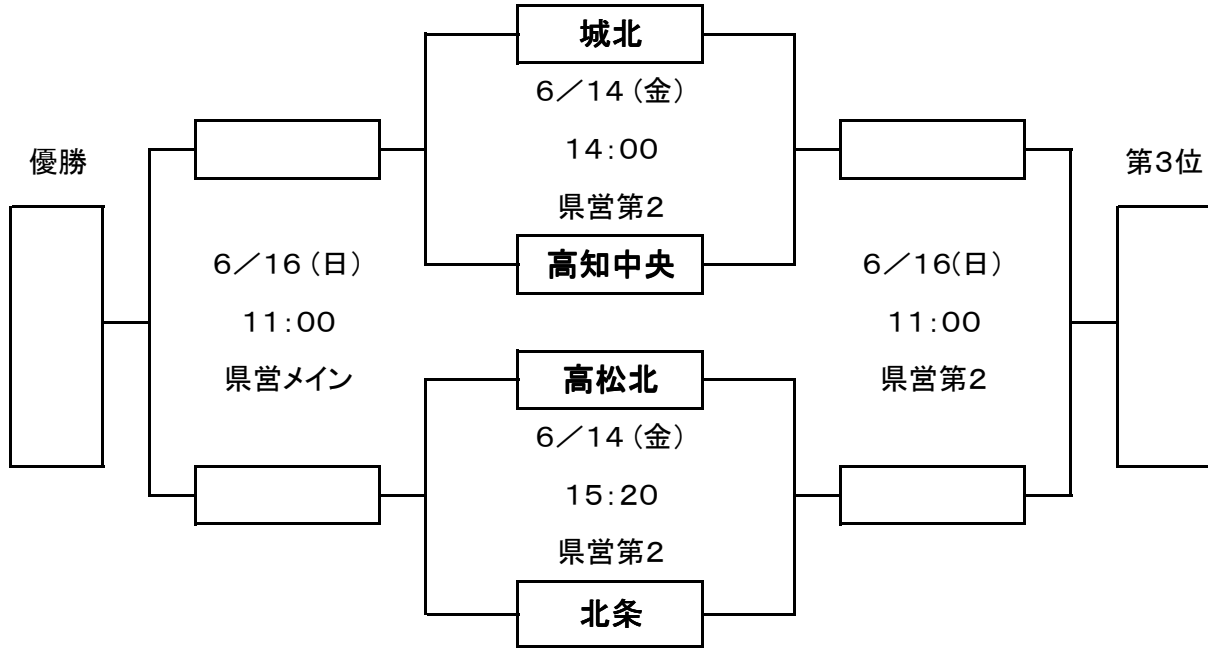 城北
6／14（金）
14：00
県営第2
高知中央
優勝
6／16（日）
11：00
県営メイン
第3位
6／16(日）
11：00
県営第2
高松北
6／14（金）
15：20
県営第2
北条